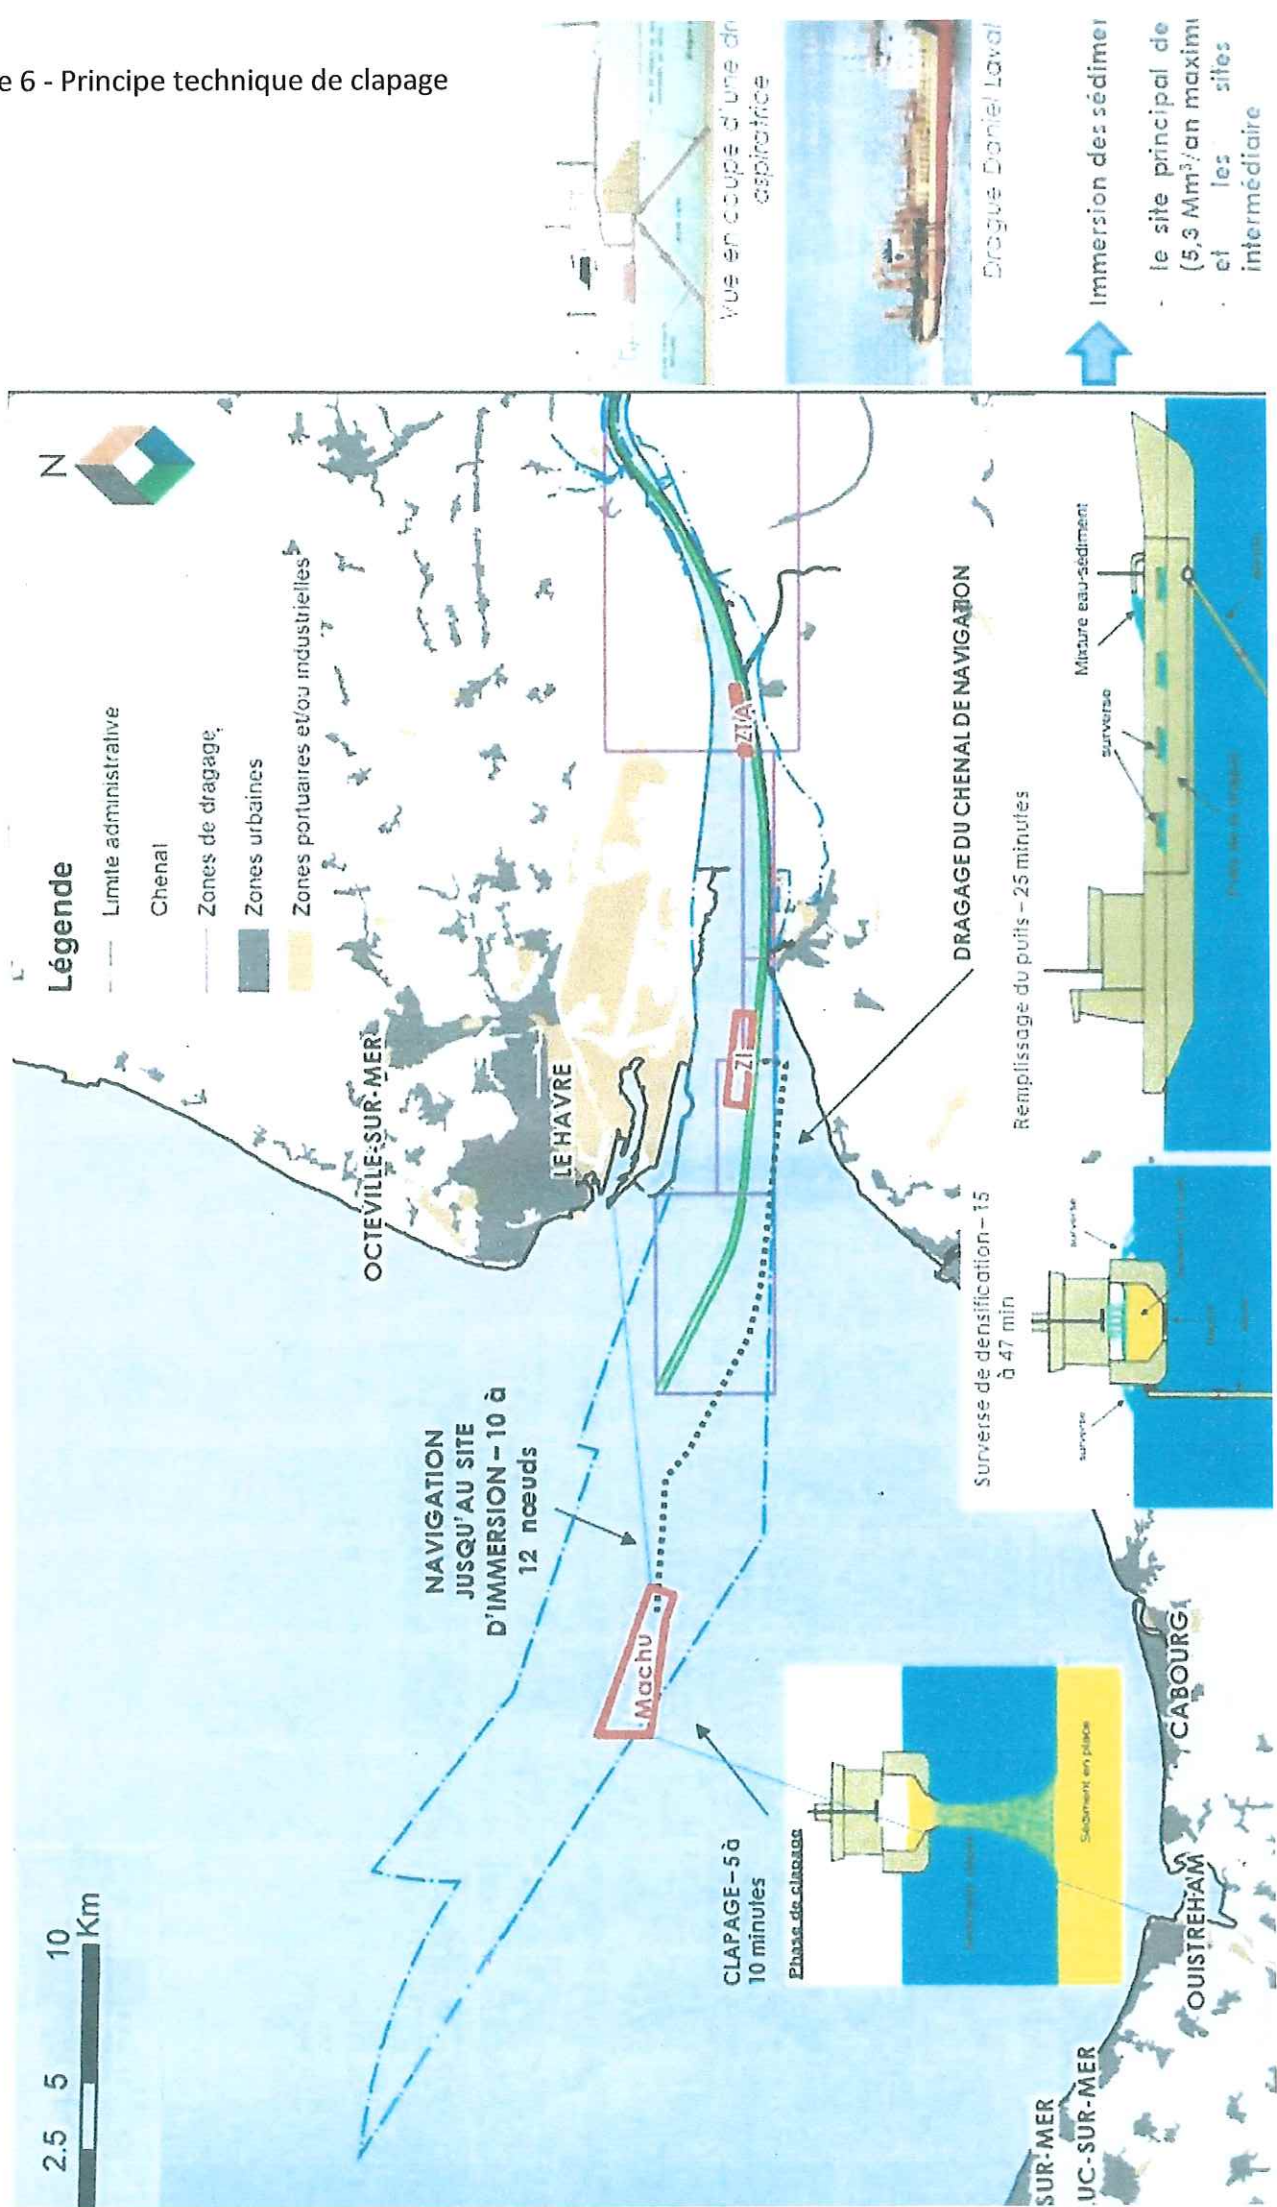 e 6 - Principe technique de clapage
Vue en coupe d'une dr
aspiratrice
Drague Daniel Laval
Immersion des sédimer
- le site principal de
(5,3 Mm³/an maxim
- et les sites
intermédiaire
N
Légende
Limite administrative
Chenal
Zones de dragage
Zones urbaines
Zones portuaires et/ou industrielles
OCTEVILLE-SUR-MER
LE HAVRE
ZIA
ZI
DRAGAGE DU CHENAL DE NAVIGATION
Remplissage du puits – 25 minutes
Mixture eau-sédiment
surverse
Surverse de densification – 15
à 47 min
surverse
surverse
NAVIGATION
JUSQU'AU SITE
D'IMMERSION – 10 à
12 nœuds
Machu
CLAPAGE – 5 à
10 minutes
Phase de clapage
Sédiment en place
CABOURG
OUISTREHAM
SUR-MER
UC-SUR-MER
2.5 5 10
Km